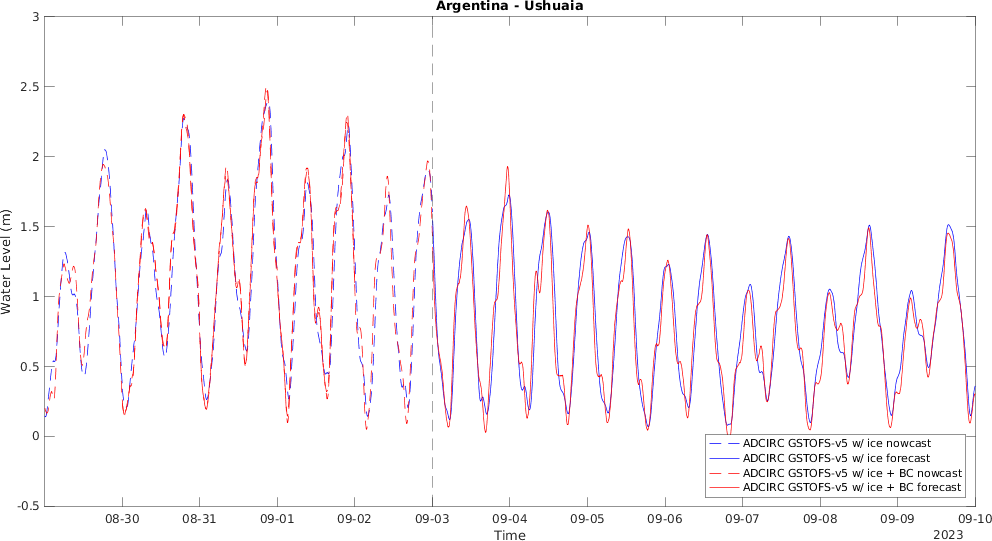 Argentina - Ushuaia
3
2.5
2
1.5
1
0.5
0
-0.5
Water Level (m)
08-30 08-31 09-01 09-02 09-03 09-04 09-05 09-06 09-07 09-08 09-09 09-10
Time
2023
ADCIRC GSTOFS-v5 w/ ice nowcast
ADCIRC GSTOFS-v5 w/ ice forecast
ADCIRC GSTOFS-v5 w/ ice + BC nowcast
ADCIRC GSTOFS-v5 w/ ice + BC forecast